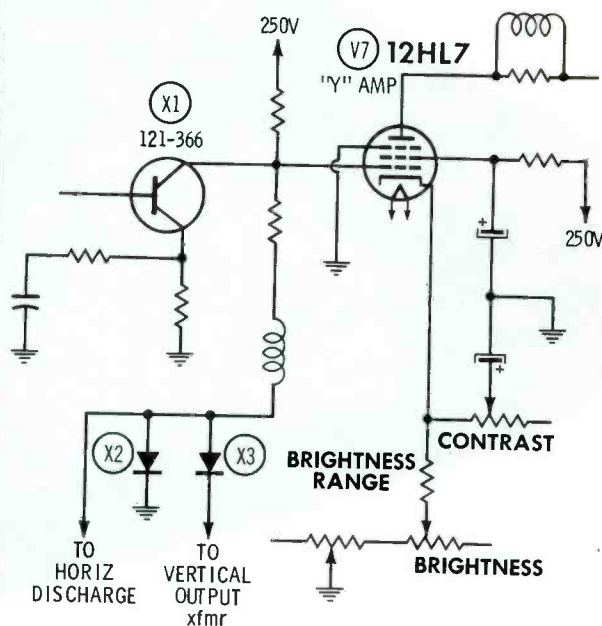 250V
V7 12HL7
"Y" AMP
X1
121-366
250V
X2
X3
CONTRAST
BRIGHTNESS
RANGE
BRIGHTNESS
TO
HORIZ
DISCHARGE
TO
VERTICAL
OUTPUT
xfmr
+
+